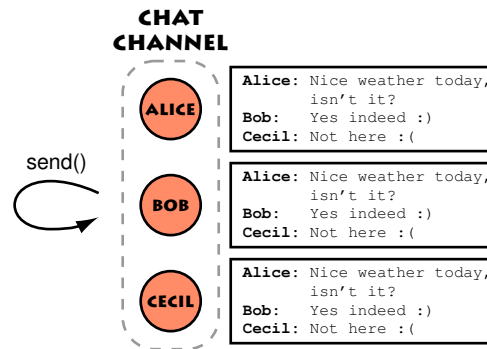 CHAT
CHANNEL
ALICE
Alice: Nice weather today,
isn't it?
Bob: Yes indeed :)
Cecil: Not here :(
send()
BOB
Alice: Nice weather today,
isn't it?
Bob: Yes indeed :)
Cecil: Not here :(
CECIL
Alice: Nice weather today,
isn't it?
Bob: Yes indeed :)
Cecil: Not here :(